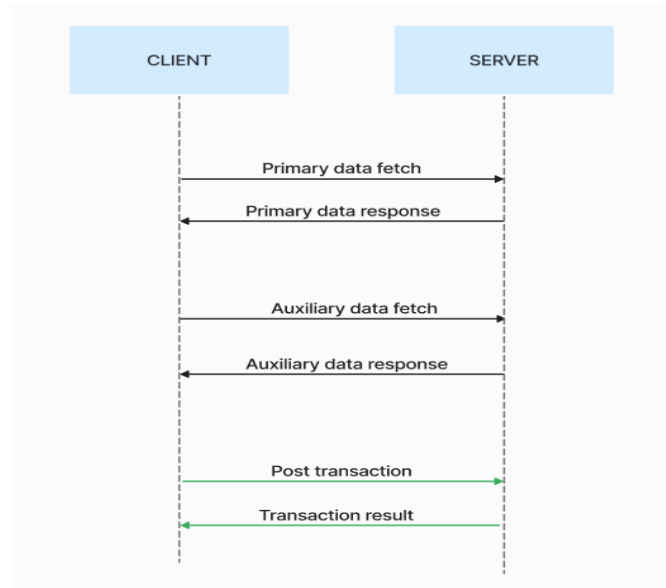 CLIENT
SERVER
Primary data fetch
Primary data response
Auxiliary data fetch
Auxiliary data response
Post transaction
Transaction result